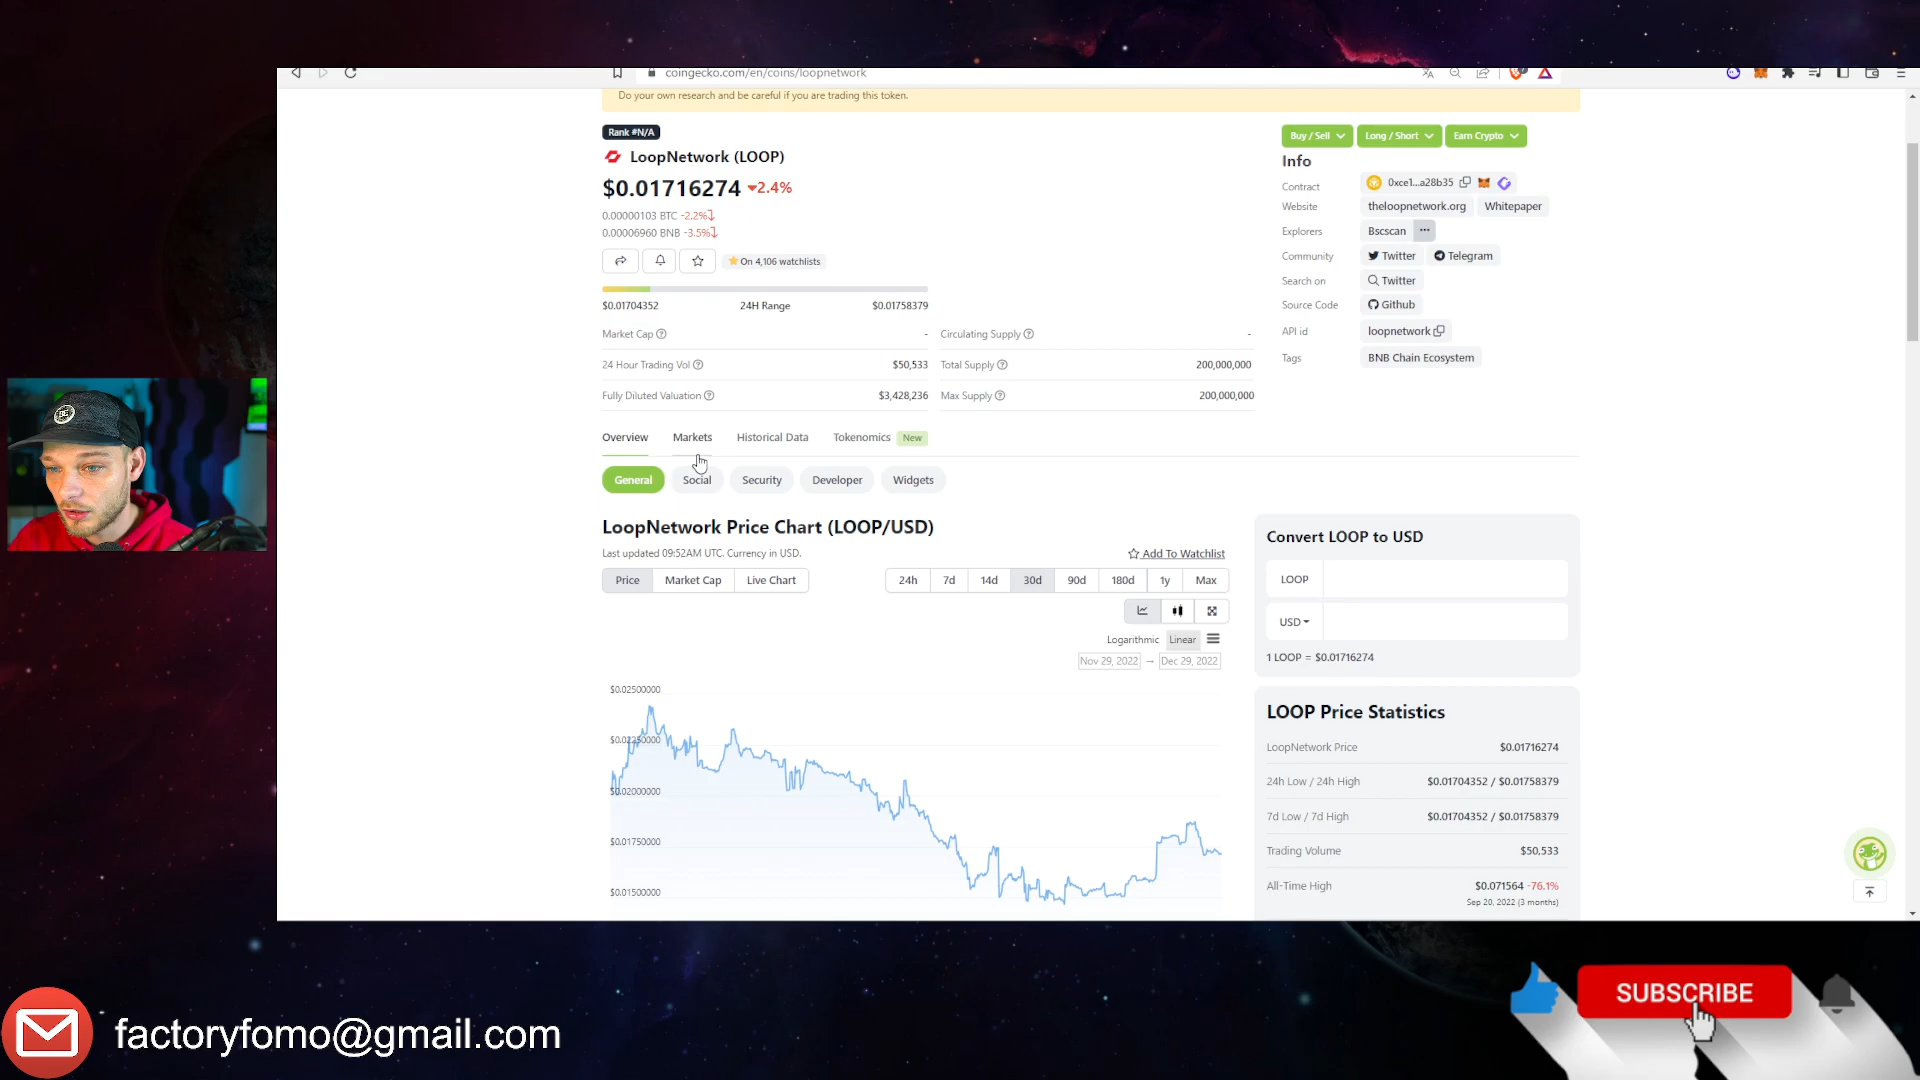 coingecko.com/en/coins/loopnetwork
Do your own research and be careful if you are trading this token.
Rank #N/A
LoopNetwork (LOOP)
$0.01716274 2.4%
0.00000103 BTC -2.2%
0.00006960 BNB -3.5%
On 4,106 watchlists
$0.01704352 24H Range $0.01758379
Market Cap -
24 Hour Trading Vol $50,533
Fully Diluted Valuation $3,428,236
Circulating Supply -
Total Supply 200,000,000
Max Supply 200,000,000
Buy / Sell Long / Short Earn Crypto
Info
Contract 0xce1...a28b35
Website theloopnetwork.org Whitepaper
Explorers Bscscan ...
Community Twitter Telegram
Search on Twitter
Source Code Github
API id loopnetwork
Tags BNB Chain Ecosystem
Overview Markets Historical Data Tokenomics New
General Social Security Developer Widgets
LoopNetwork Price Chart (LOOP/USD)
Last updated 09:52AM UTC. Currency in USD.
Add To Watchlist
Price Market Cap Live Chart
24h 7d 14d 30d 90d 180d 1y Max
Logarithmic Linear
Nov 29, 2022 → Dec 29, 2022
$0.02500000
$0.02250000
$0.02000000
$0.01750000
$0.01500000
Convert LOOP to USD
LOOP
USD
1 LOOP = $0.01716274
LOOP Price Statistics
LoopNetwork Price $0.01716274
24h Low / 24h High $0.01704352 / $0.01758379
7d Low / 7d High $0.01704352 / $0.01758379
Trading Volume $50,533
All-Time High $0.071564 -76.1%
Sep 20, 2022 (3 months)
factoryfomo@gmail.com
SUBSCRIBE